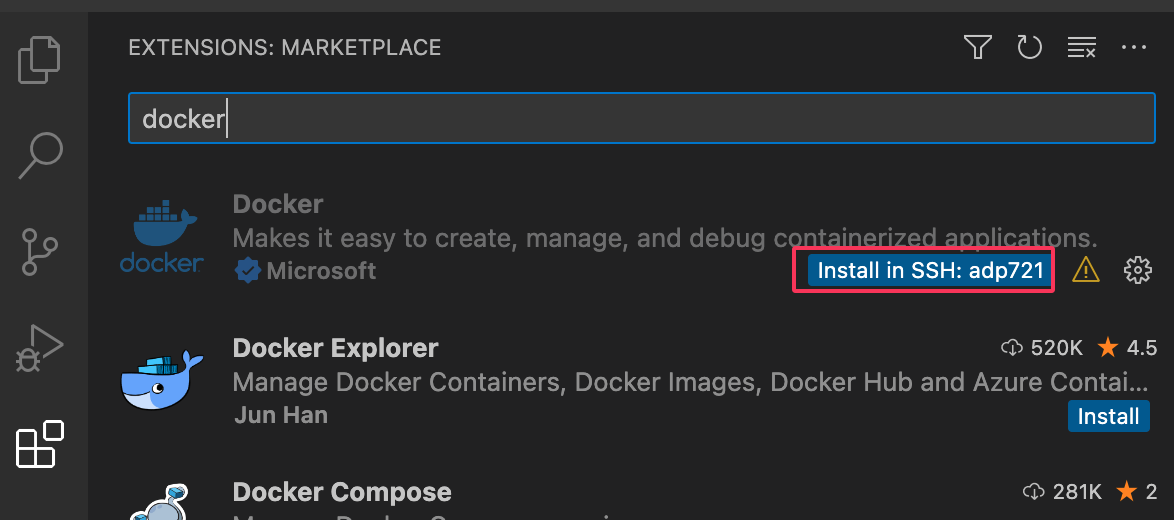 EXTENSIONS: MARKETPLACE
docker
Docker
Makes it easy to create, manage, and debug containerized applications.
docker
Microsoft
Install in SSH: adp721
Docker Explorer
520K
4.5
Manage Docker Containers, Docker Images, Docker Hub and Azure Contai...
Jun Han
Install
Docker Compose
281K
2